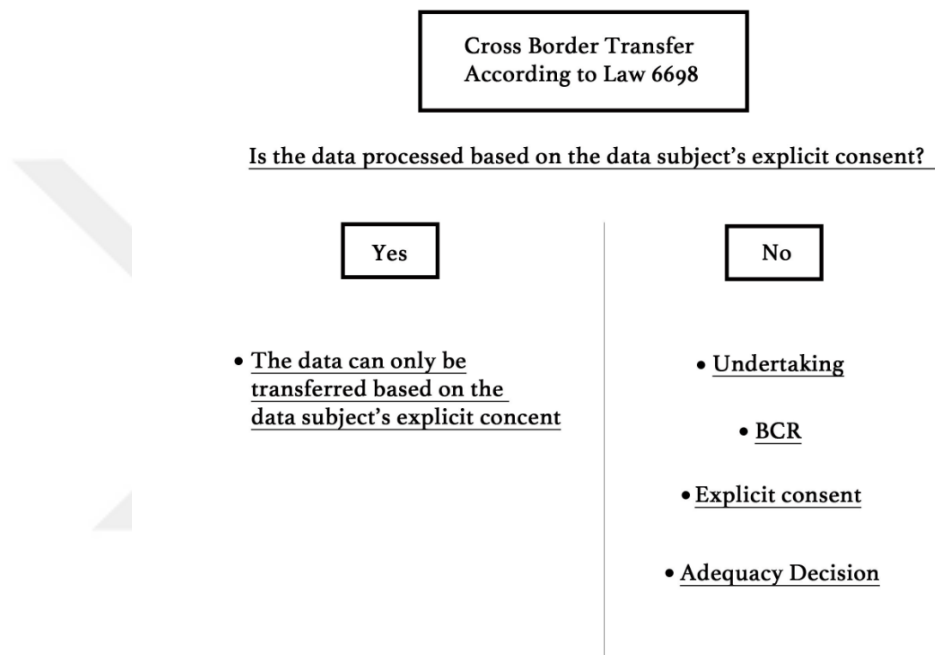 Cross Border Transfer
According to Law 6698
Is the data processed based on the data subject's explicit consent?
Yes
• The data can only be
transferred based on the
data subject's explicit concent
No
• Undertaking
• BCR
• Explicit consent
• Adequacy Decision